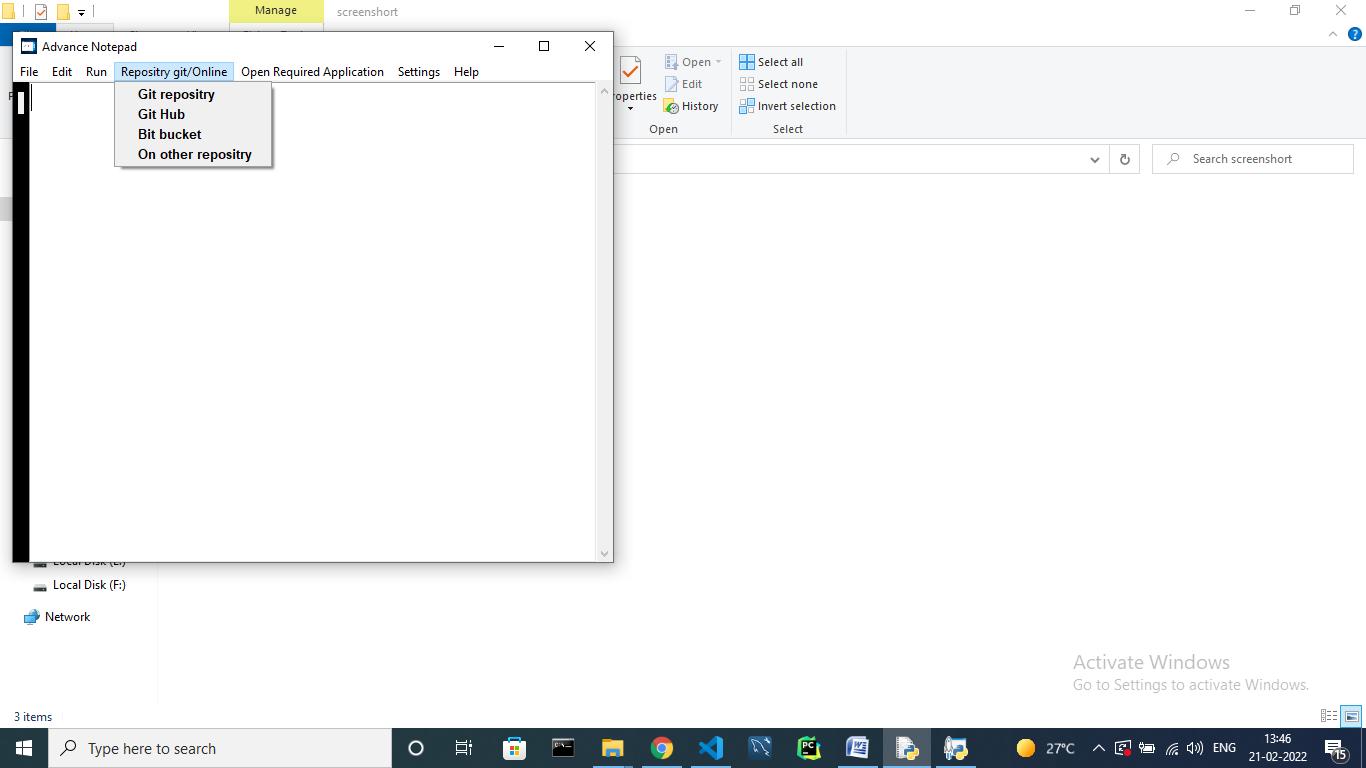 Manage
screenshort
Advance Notepad
File Edit Run Repositry git/Online Open Required Application Settings Help
Git repositry
Git Hub
Bit bucket
On other repositry
Open
Edit
History
Open
Select all
Select none
Invert selection
Select
Search screenshort
Local Disk (F:)
Network
Activate Windows
Go to Settings to activate Windows.
3 items
Type here to search
PC
27°C
ENG
13:46
21-02-2022
15